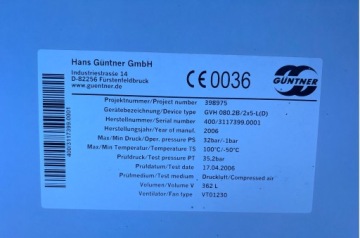 Hans Güntner GmbH
Industriestrasse 14
D-82256 Fürstenfeldbruck
www.guentner.de
CE 0036
GÜNTNER
Projektnummer/Project number 398975
Gerätebezeichnung/Device type GVH 080.2B/2x5-L(D)
Herstellnummer/Serial number 400/3117399.0001
Herstellungsjahr/Year of manuf. 2006
Max/Min Druck/Oper. pressure PS 32bar/-1bar
Max/Min Temperatur/Temperature TS 100°C/-50°C
Prüfdruck/Test pressure PT 35,2bar
Prüfdatum/Test date 17.04.2006
Prüfmedium/Test medium Druckluft/Compressed air
Volumen/Volume V 362 L
Ventilator/Fan type VT01230
400/3117399.0001